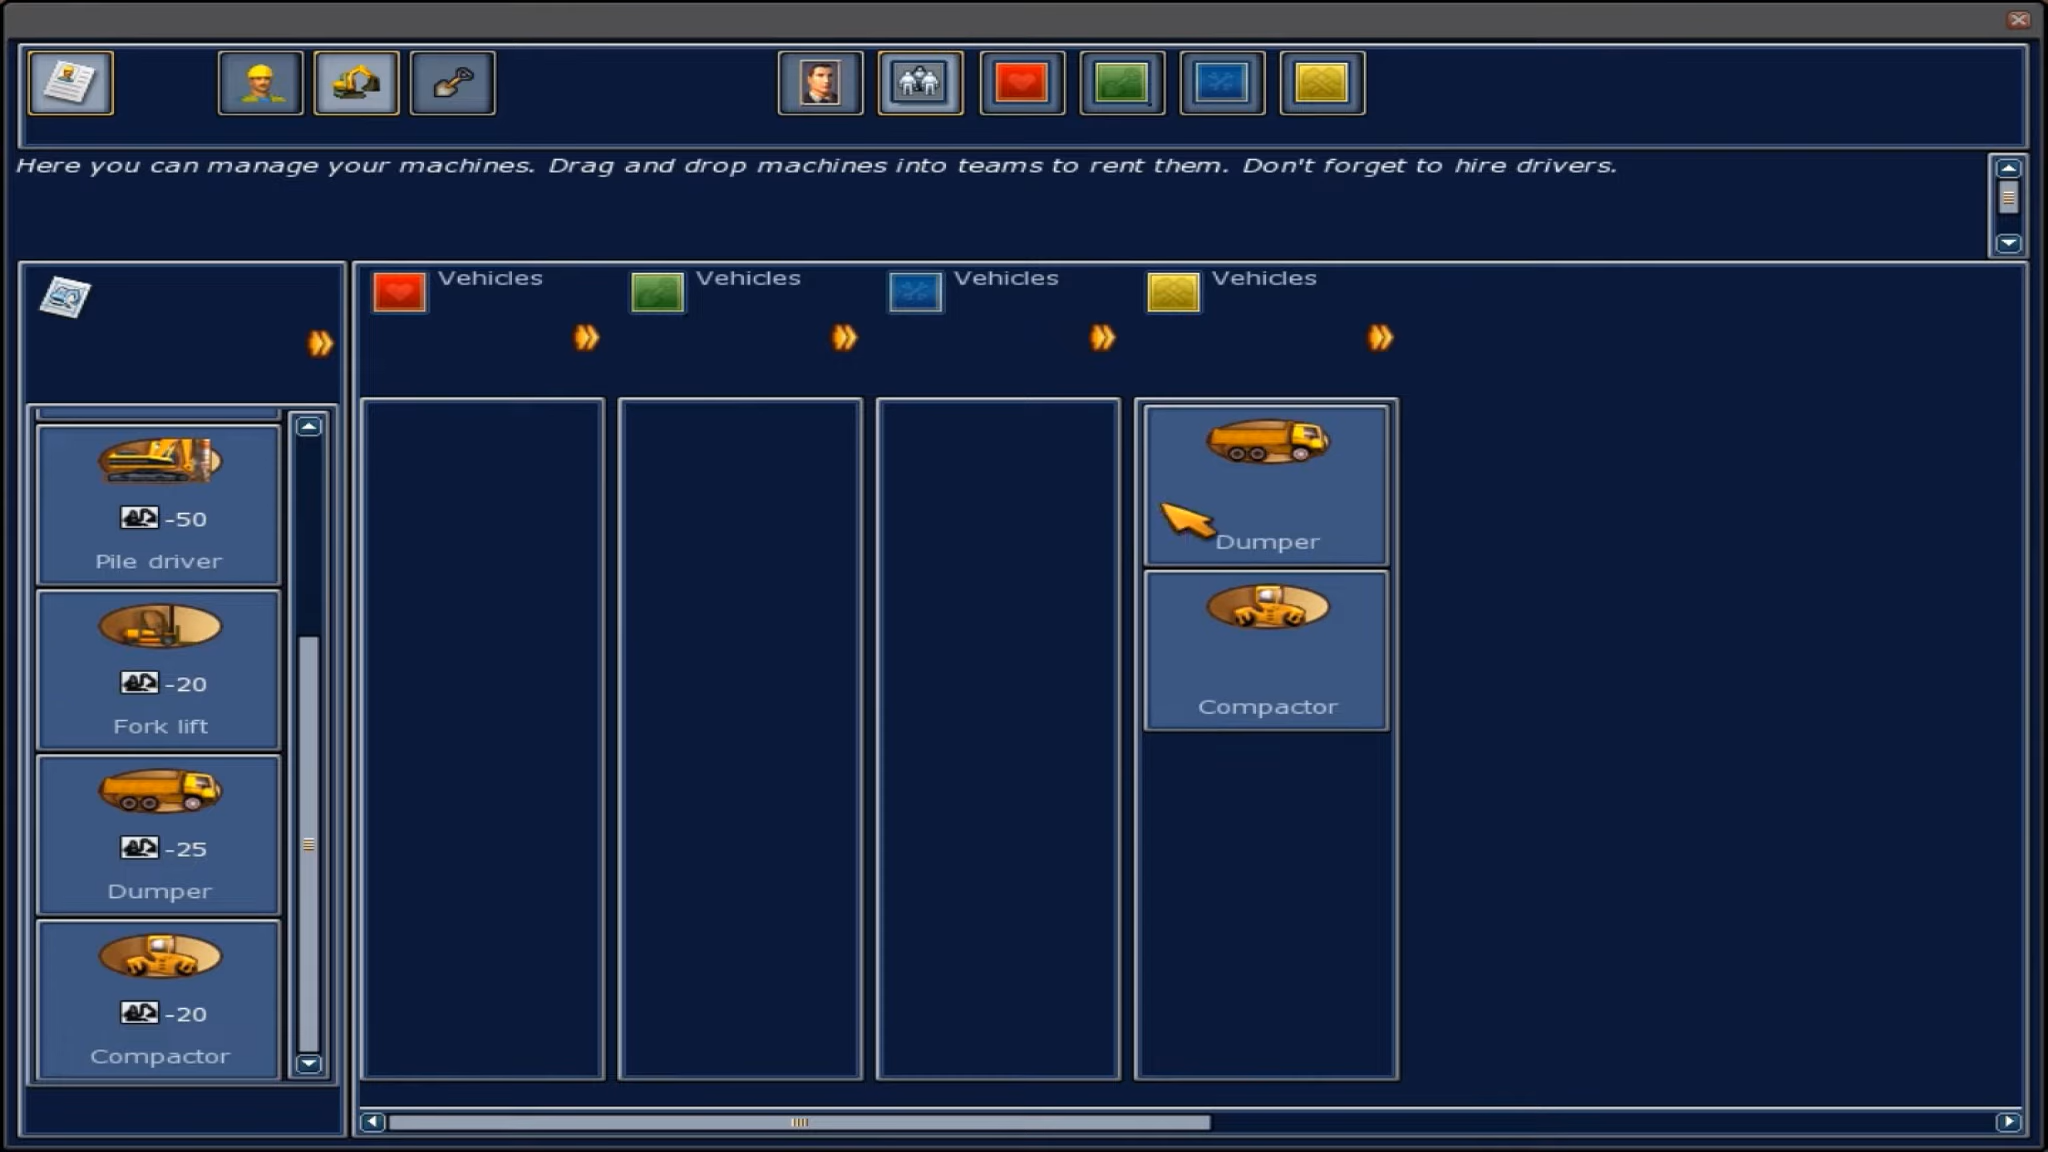 Here you can manage your machines. Drag and drop machines into teams to rent them. Don't forget to hire drivers.
Vehicles
Vehicles
Vehicles
Vehicles
-50
Pile driver
-20
Fork lift
-25
Dumper
-20
Compactor
Dumper
Compactor